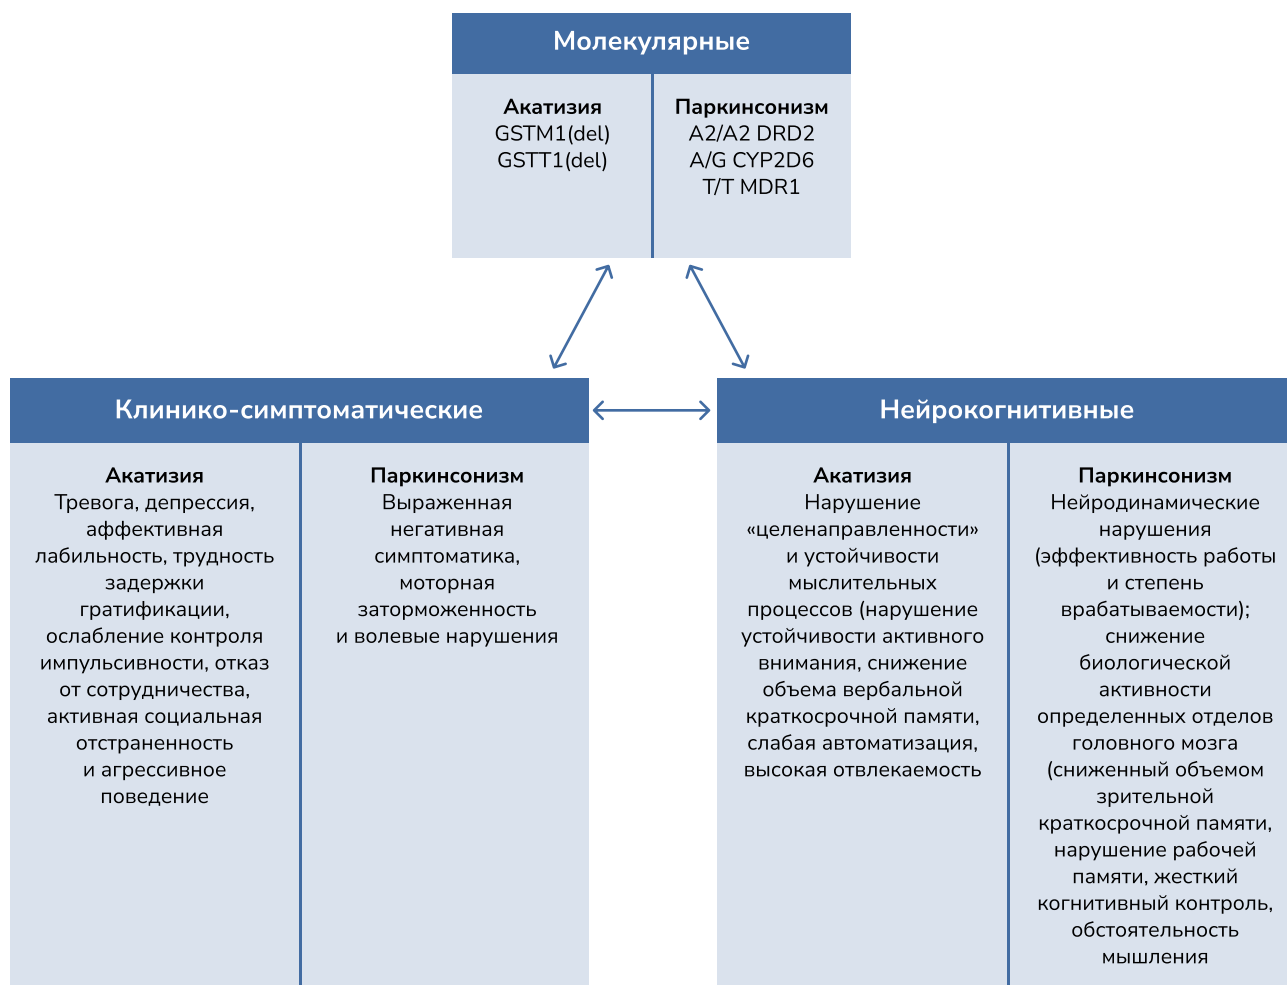 Молекулярные
Акатизия
GSTM1(del)
GSTT1(del)
Паркинсонизм
A2/A2 DRD2
A/G CYP2D6
T/T MDR1
Клинико-симптоматические
Акатизия
Тревога, депрессия,
аффективная
лабильность, трудность
задержки
гратификации,
ослабление контроля
импульсивности, отказ
от сотрудничества,
активная социальная
отстраненность
и агрессивное
поведение
Паркинсонизм
Выраженная
негативная
симптоматика,
моторная
заторможенность
и волевые нарушения
Нейрокогнитивные
Акатизия
Нарушение
«целенаправленности»
и устойчивости
мыслительных
процессов (нарушение
устойчивости активного
внимания, снижение
объема вербальной
краткосрочной памяти,
слабая автоматизация,
высокая отвлекаемость
Паркинсонизм
Нейродинамические
нарушения
(эффективность работы
и степень
врабатываемости);
снижение
биологической
активности
определенных отделов
головного мозга
(сниженный объемом
зрительной
краткосрочной памяти,
нарушение рабочей
памяти, жесткий
когнитивный контроль,
обстоятельность
мышления